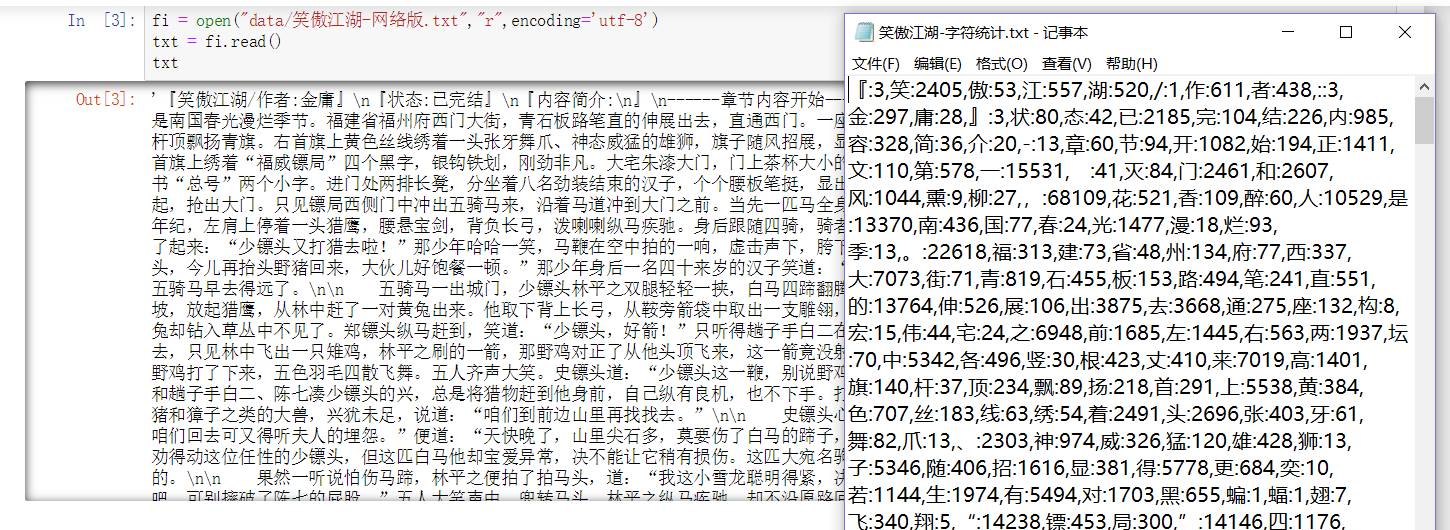 In [3]: fi = open("data/笑傲江湖-网络版.txt","r",encoding='utf-8')
txt = fi.read()
txt
Out[3]: '『笑傲江湖/作者:金庸』\n『状态:已完结』\n『内容简介:\n』\n------章节内容开始--
是南国春光漫烂季节。福建省福州府西门大街，青石板路笔直的伸展出去，直通西门。一座
杆顶飘扬青旗。右首旗上黄色丝线绣着一头张牙舞爪、神态威猛的雄狮，旗子随风招展，显
首旗上绣着“福威镖局”四个黑字，银钩铁划，刚劲非凡。大宅朱漆大门，门上茶杯大小的
书“总号”两个小字。进门处两排长凳，分坐着八名劲装结束的汉子，个个腰板笔挺，显出
起，抢出大门。只见镖局西侧门中冲出五骑马来，沿着马道冲到大门之前。当先一匹马全身
年纪，左肩上停着一头猎鹰，腰悬宝剑，背负长弓，泼喇喇纵马疾驰。身后跟随四骑，骑者
了起来：“少镖头又打猎去啦！”那少年哈哈一笑，马鞭在空中拍的一响，虚击声下，胯下
头，今儿再抬头野猪回来，大伙儿好饱餐一顿。”那少年身后一名四十来岁的汉子笑道：“
五骑马早去得远了。\n\n　　五骑马一出城门，少镖头林平之双腿轻轻一挟，白马四蹄翻腾
坡，放起猎鹰，从林中赶了一对黄兔出来。他取下背上长弓，从鞍旁箭袋中取出一支雕翎，
兔却钻入草丛中不见了。郑镖头纵马赶到，笑道：“少镖头，好箭！”只听得趟子手白二在
去，只见林中飞出一只雉鸡，林平之刷的一箭，那野鸡对正了从他头顶飞来，这一箭竟没射
野鸡打了下来，五色羽毛四散飞舞。五人齐声大笑。史镖头道：“少镖头这一鞭，别说野鸡
和趟子手白二、陈七凑少镖头的兴，总是将猎物赶到他身前，自己纵有良机，也不下手。打
猪和獐子之类的大兽，兴犹未足，说道：“咱们到前边山里再找找去。”\n\n　　史镖头心
咱们回去可又得听夫人的埋怨。”便道：“天快晚了，山里尖石多，莫要伤了白马的蹄子，
劝得动这位任性的少镖头，但这匹白马他却宝爱异常，决不能让它稍有损伤。这匹大宛名驹
的。\n\n　　果然一听说怕伤马蹄，林平之便拍了拍马头，道：“我这小雪龙聪明得紧，决
吧，可别摔破了陈七的屁股。”五人大笑声中，兜转马头。林平之纵马疾驰，却不沿原路回
笑傲江湖-字符统计.txt - 记事本
文件(F) 编辑(E) 格式(O) 查看(V) 帮助(H)
『:3,笑:2405,傲:53,江:557,湖:520,/:1,作:611,者:438,::3,
金:297,庸:28,』:3,状:80,态:42,已:2185,完:104,结:226,内:985,
容:328,简:36,介:20,-:13,章:60,节:94,开:1082,始:194,正:1411,
文:110,第:578,一:15531,　:41,灭:84,门:2461,和:2607,
风:1044,熏:9,柳:27,，:68109,花:521,香:109,醉:60,人:10529,是
:13370,南:436,国:77,春:24,光:1477,漫:18,烂:93,
季:13,。:22618,福:313,建:73,省:48,州:134,府:77,西:337,
大:7073,街:71,青:819,石:455,板:153,路:494,笔:241,直:551,
的:13764,伸:526,展:106,出:3875,去:3668,通:275,座:132,构:8,
宏:15,伟:44,宅:24,之:6948,前:1685,左:1445,右:563,两:1937,坛
:70,中:5342,各:496,竖:30,根:423,丈:410,来:7019,高:1401,
旗:140,杆:37,顶:234,飘:89,扬:218,首:291,上:5538,黄:384,
色:707,丝:183,线:63,绣:54,着:2491,头:2696,张:403,牙:61,
舞:82,爪:13,、:2303,神:974,威:326,猛:120,雄:428,狮:13,
子:5346,随:406,招:1616,显:381,得:5778,更:684,奕:10,
若:1144,生:1974,有:5494,对:1703,黑:655,蝙:1,蝠:1,翅:7,
飞:340,翔:5,“:14238,镖:453,局:300,”:14146,四:1176,